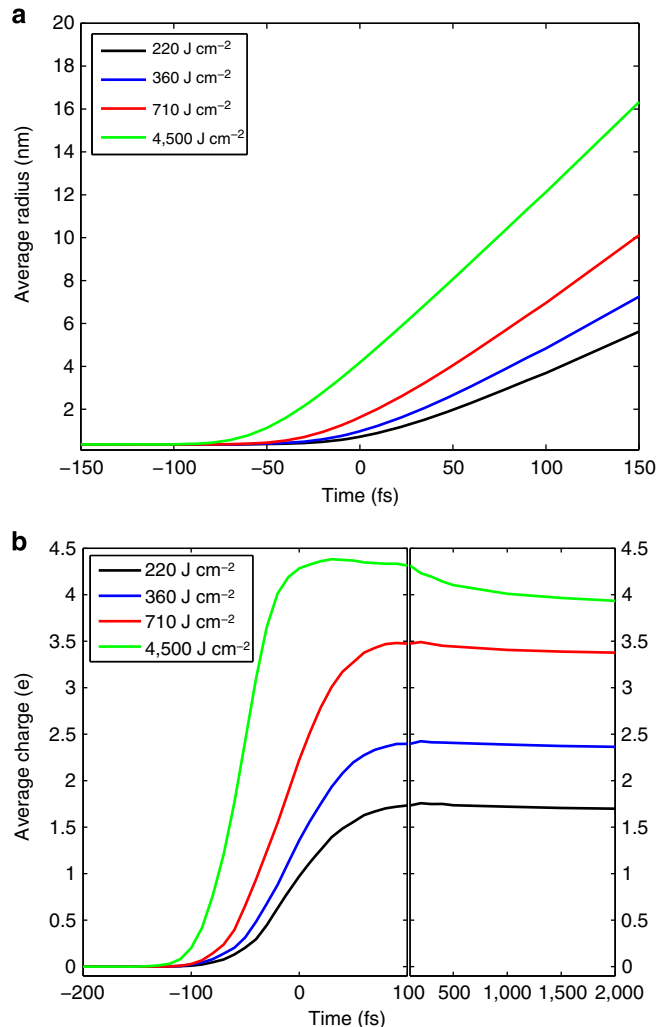 a
20
18
16
14
12
10
8
6
4
2
Average radius (nm)
220 J cm⁻²
360 J cm⁻²
710 J cm⁻²
4,500 J cm⁻²
−150 −100 −50 0 50 100 150
Time (fs)
b
4.5
4
3.5
3
2.5
2
1.5
1
0.5
0
Average charge (e)
220 J cm⁻²
360 J cm⁻²
710 J cm⁻²
4,500 J cm⁻²
4.5
4
3.5
3
2.5
2
1.5
1
0.5
0
−200 −100 0 100 500 1,000 1,500 2,000
Time (fs)